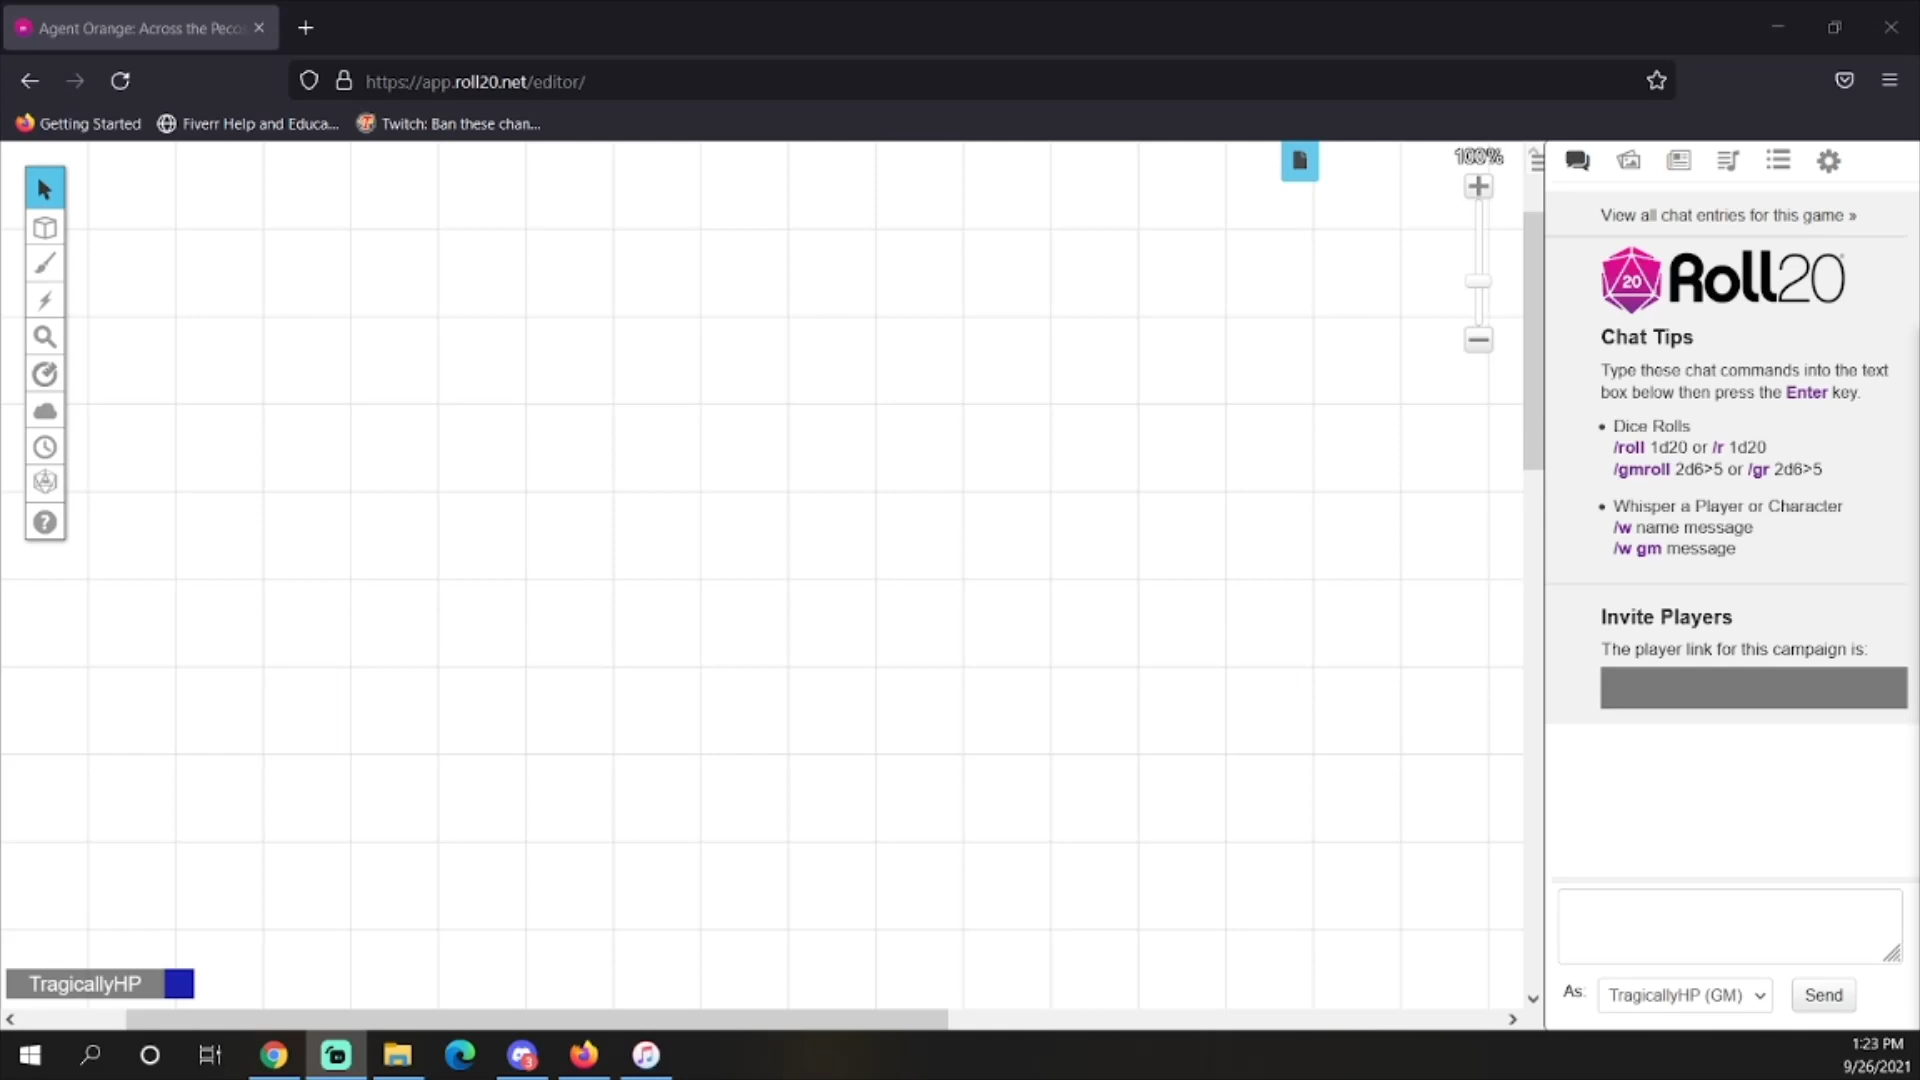 Agent Orange: Across the Pecos
https://app.roll20.net/editor/
Getting Started
Fiverr Help and Educa...
Twitch: Ban these chan...
100%
View all chat entries for this game »
20
Roll20
Chat Tips
Type these chat commands into the text
box below then press the Enter key.
• Dice Rolls
/roll 1d20 or /r 1d20
/gmroll 2d6>5 or /gr 2d6>5
• Whisper a Player or Character
/w name message
/w gm message
Invite Players
The player link for this campaign is:
TragicallyHP
As:
TragicallyHP (GM)
Send
3
1:23 PM
9/26/2021